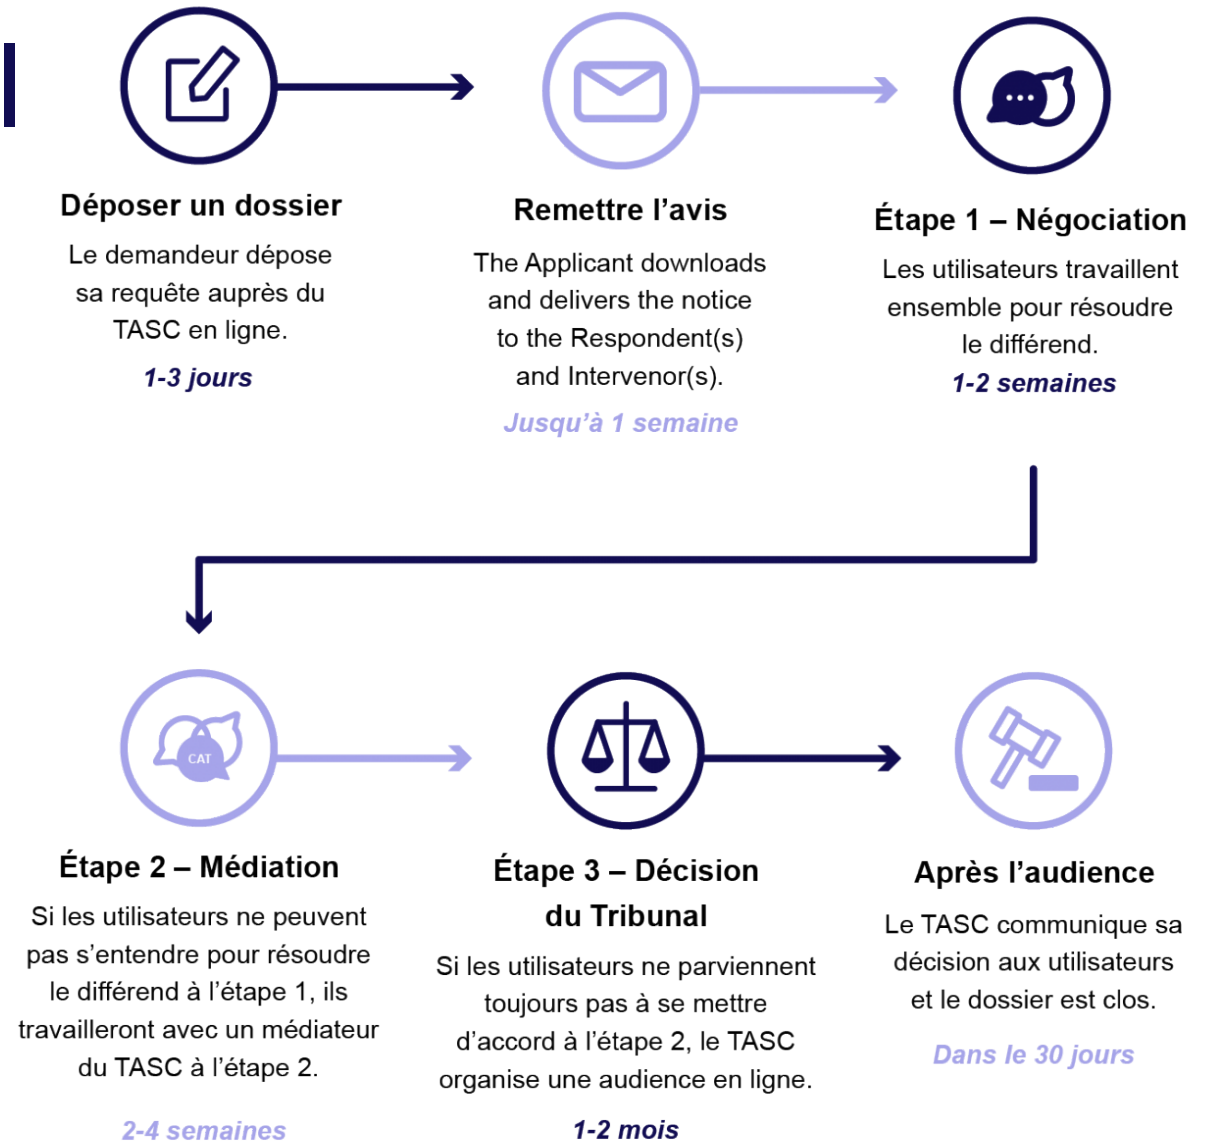 Déposer un dossier
Le demandeur dépose
sa requête auprès du
TASC en ligne.
1-3 jours
Remettre l’avis
The Applicant downloads
and delivers the notice
to the Respondent(s)
and Intervenor(s).
Jusqu’à 1 semaine
Étape 1 – Négociation
Les utilisateurs travaillent
ensemble pour résoudre
le différend.
1-2 semaines
CAT
Étape 2 – Médiation
Si les utilisateurs ne peuvent
pas s’entendre pour résoudre
le différend à l’étape 1, ils
travailleront avec un médiateur
du TASC à l’étape 2.
2-4 semaines
Étape 3 – Décision
du Tribunal
Si les utilisateurs ne parviennent
toujours pas à se mettre
d’accord à l’étape 2, le TASC
organise une audience en ligne.
1-2 mois
Après l’audience
Le TASC communique sa
décision aux utilisateurs
et le dossier est clos.
Dans le 30 jours